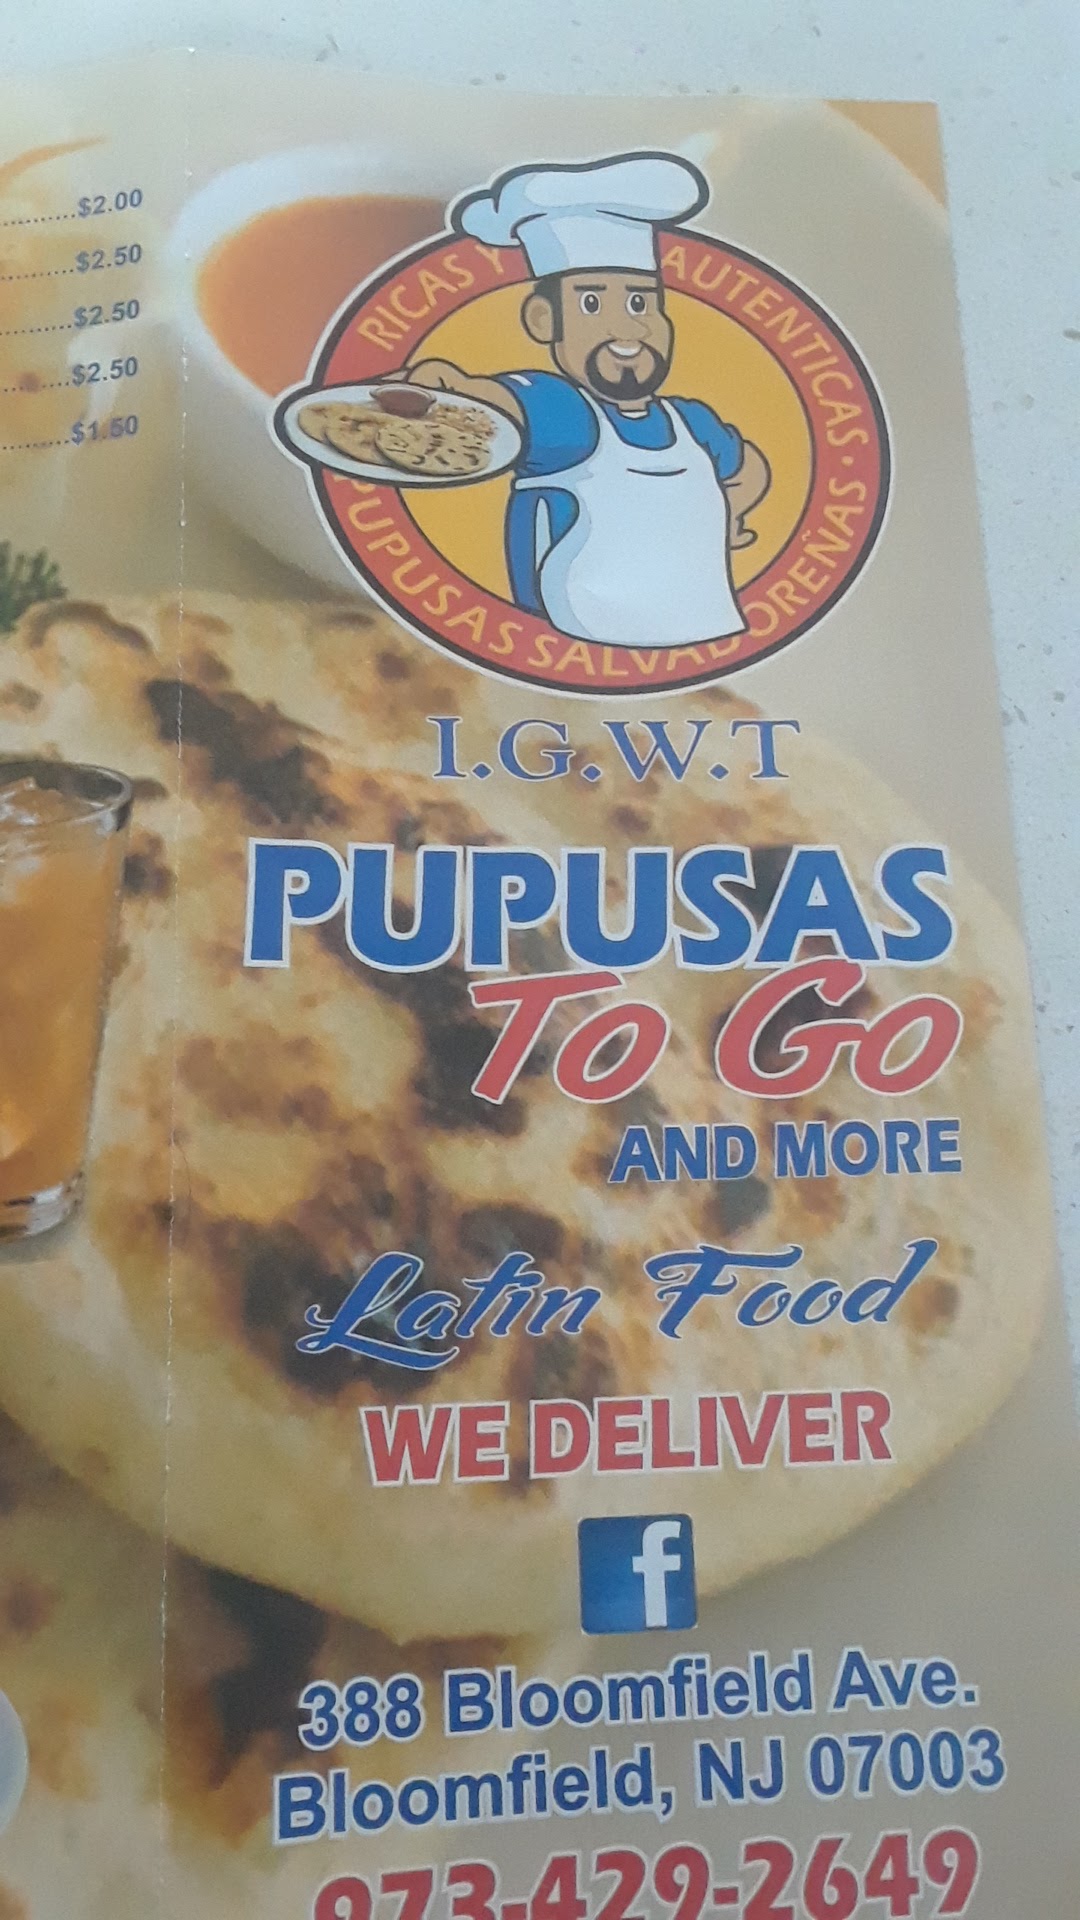 ............$2.00
............$2.50
............$2.50
............$2.50
............$1.50
RICAS Y AUTENTICAS · PUPUSAS SALVADOREÑAS
I.G.W.T
PUPUSAS
To Go
AND MORE
Latin Food
WE DELIVER
f
388 Bloomfield Ave.
Bloomfield, NJ 07003
973-429-2649